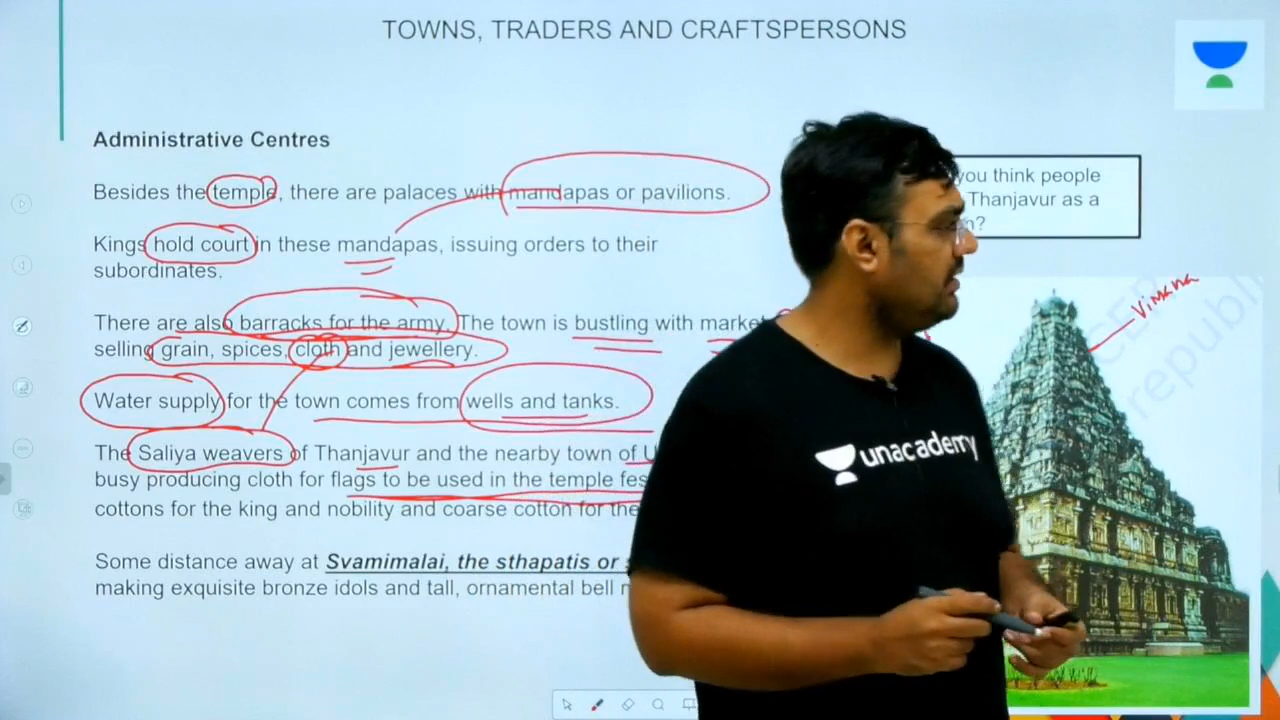 TOWNS, TRADERS AND CRAFTSPERSONS
Administrative Centres
Besides the temple, there are palaces with mandapas or pavilions.
Kings hold court in these mandapas, issuing orders to their
subordinates.
There are also barracks for the army. The town is bustling with
selling grain, spices, cloth and jewellery.
Water supply for the town comes from wells and tanks.
The Saliya weavers of Thanjavur and the nearby town of
busy producing cloth for flags to be used in the temple
cottons for the king and nobility and coarse cotton for the
Some distance away at Svamimalai, the sthapatis or
making exquisite bronze idols and tall, ornamental bell
you think people
Thanjavur as a
Vimana
republi
unacademy